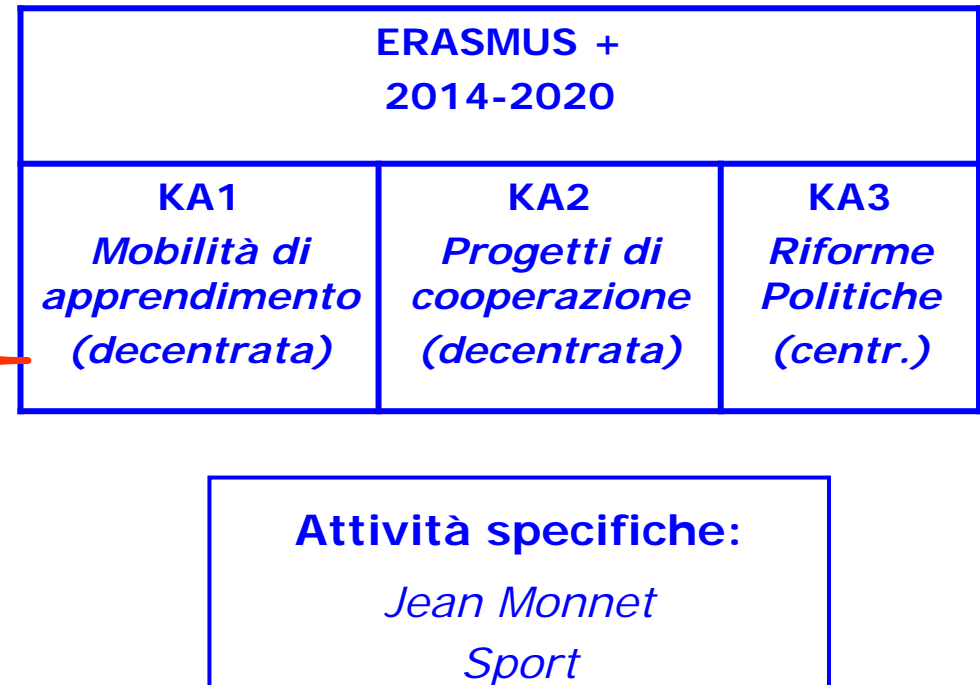 ERASMUS +
2014-2020
KA1
Mobilità di
apprendimento
(decentrata)
KA2
Progetti di
cooperazione
(decentrata)
KA3
Riforme
Politiche
(centr.)
Attività specifiche:
Jean Monnet
Sport